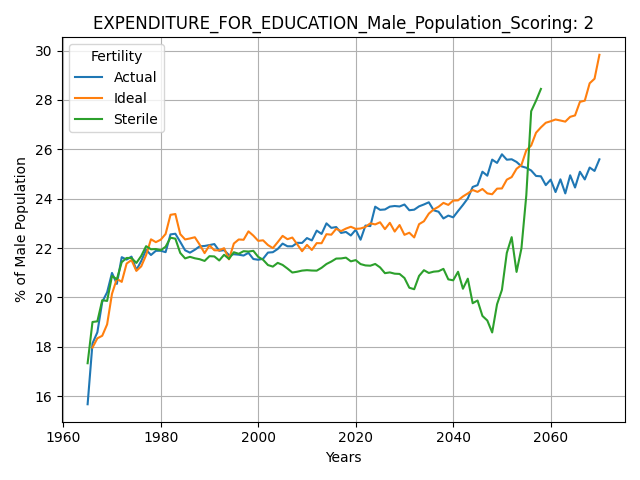 EXPENDITURE_FOR_EDUCATION_Male_Population_Scoring: 2
Fertility
Actual
Ideal
Sterile
% of Male Population
30
28
26
24
22
20
18
16
1960
1980
2000
2020
2040
2060
Years